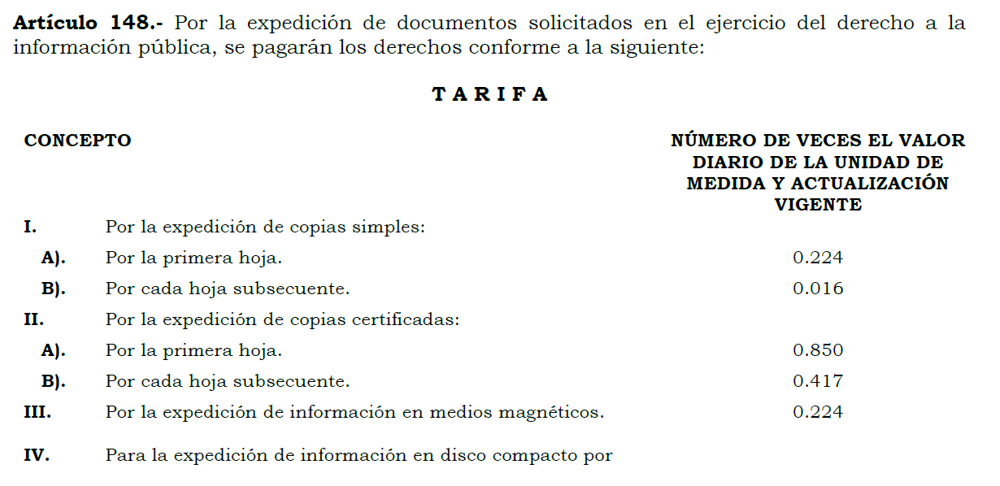 Artículo 148.- Por la expedición de documentos solicitados en el ejercicio del derecho a la
información pública, se pagarán los derechos conforme a la siguiente:
T A R I F A
CONCEPTO
NÚMERO DE VECES EL VALOR
DIARIO DE LA UNIDAD DE
MEDIDA Y ACTUALIZACIÓN
VIGENTE
I. Por la expedición de copias simples:
A). Por la primera hoja. 0.224
B). Por cada hoja subsecuente. 0.016
II. Por la expedición de copias certificadas:
A). Por la primera hoja. 0.850
B). Por cada hoja subsecuente. 0.417
III. Por la expedición de información en medios magnéticos. 0.224
IV. Para la expedición de información en disco compacto por